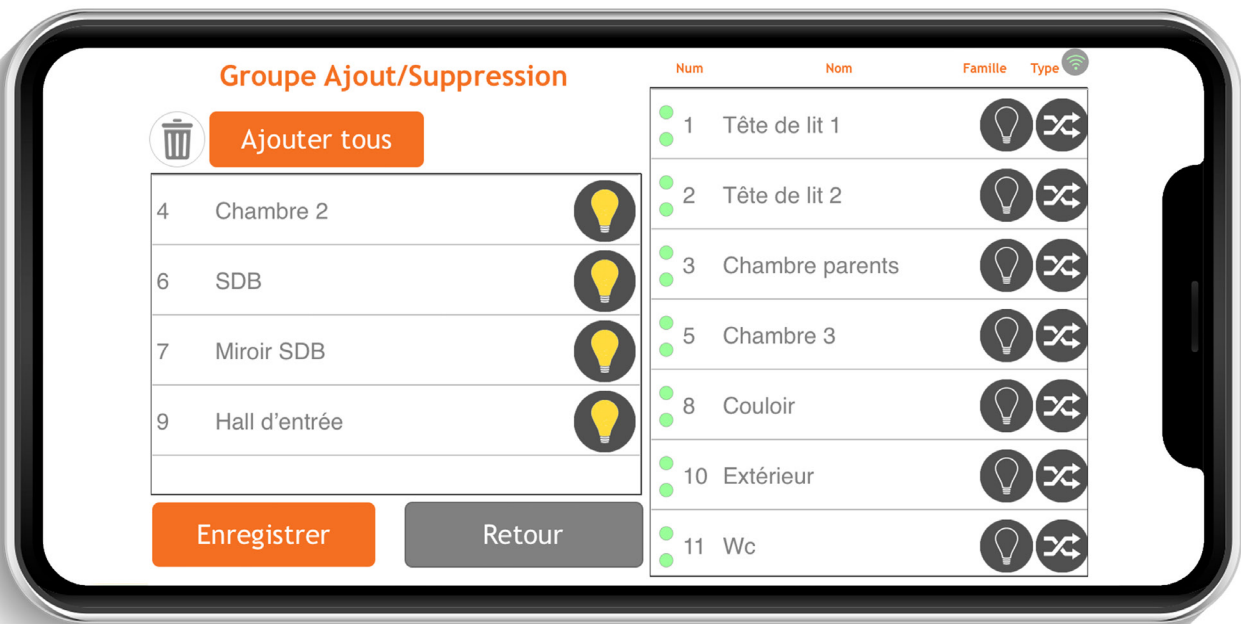 Groupe Ajout/Suppression
Ajouter tous
4 Chambre 2
6 SDB
7 Miroir SDB
9 Hall d'entrée
Enregistrer
Retour
Num Nom Famille Type
1 Tête de lit 1
2 Tête de lit 2
3 Chambre parents
5 Chambre 3
8 Couloir
10 Extérieur
11 Wc